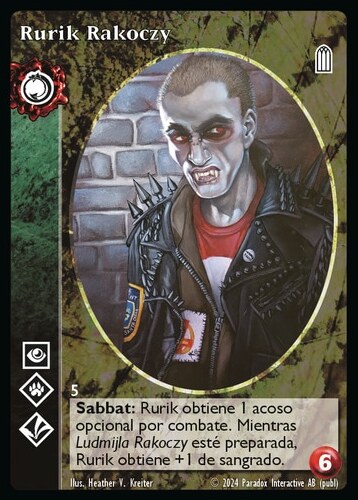 Rurik Rakoczy
5
Sabbat: Rurik obtiene 1 acoso
opcional por combate. Mientras
Ludmijla Rakoczy esté preparada,
Rurik obtiene +1 de sangrado.
6
Ilus. Heather V. Kreiter
© 2024 Paradox Interactive AB (publ)